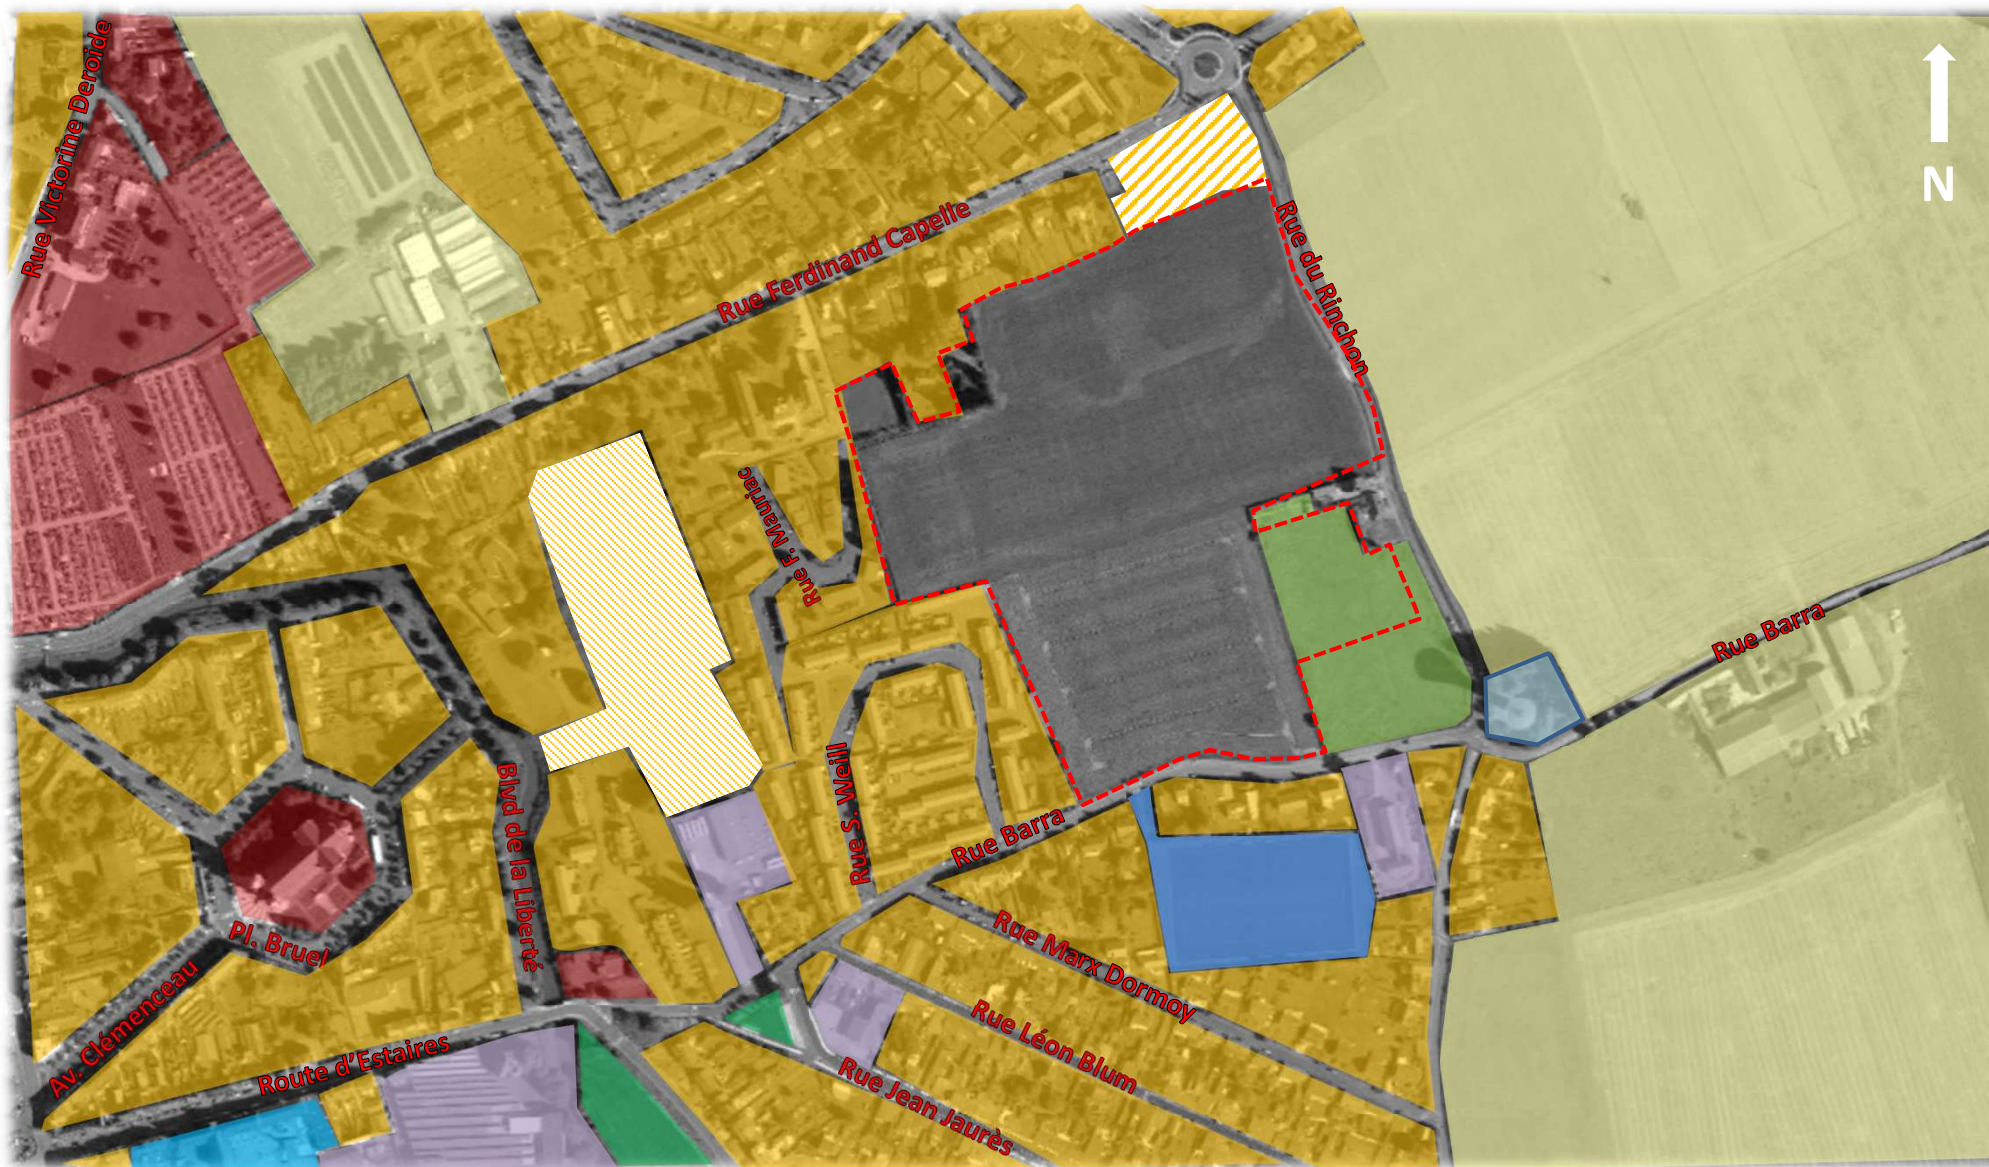 Rue Victorine Deroide
N
Rue Ferdinand Capelle
Rue du Rinchon
Rue F. Mauriac
Rue Barra
Rue S. Weill
Blvd de la Liberté
Rue Barra
Pl. Bruel
Rue Marx Dormoy
Av. Clémenceau
Rue Léon Blum
Route d’Estaires
Rue Jean Jaurès